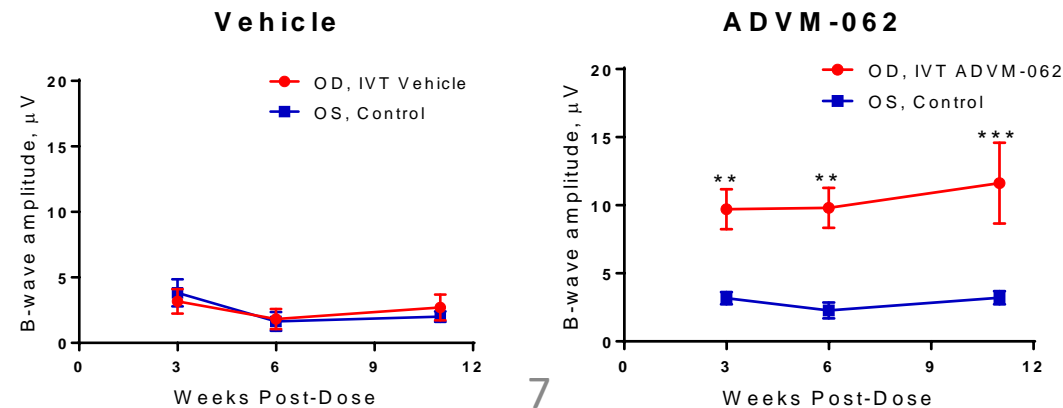 Vehicle
B-wave amplitude, μV
20
15
10
5
0
OD, IVT Vehicle
OS, Control
0 3 6 9 12
Weeks Post-Dose
ADVM-062
B-wave amplitude, μV
20
15
10
5
0
OD, IVT ADVM-062
OS, Control
** ** ***
0 3 6 9 12
Weeks Post-Dose
7